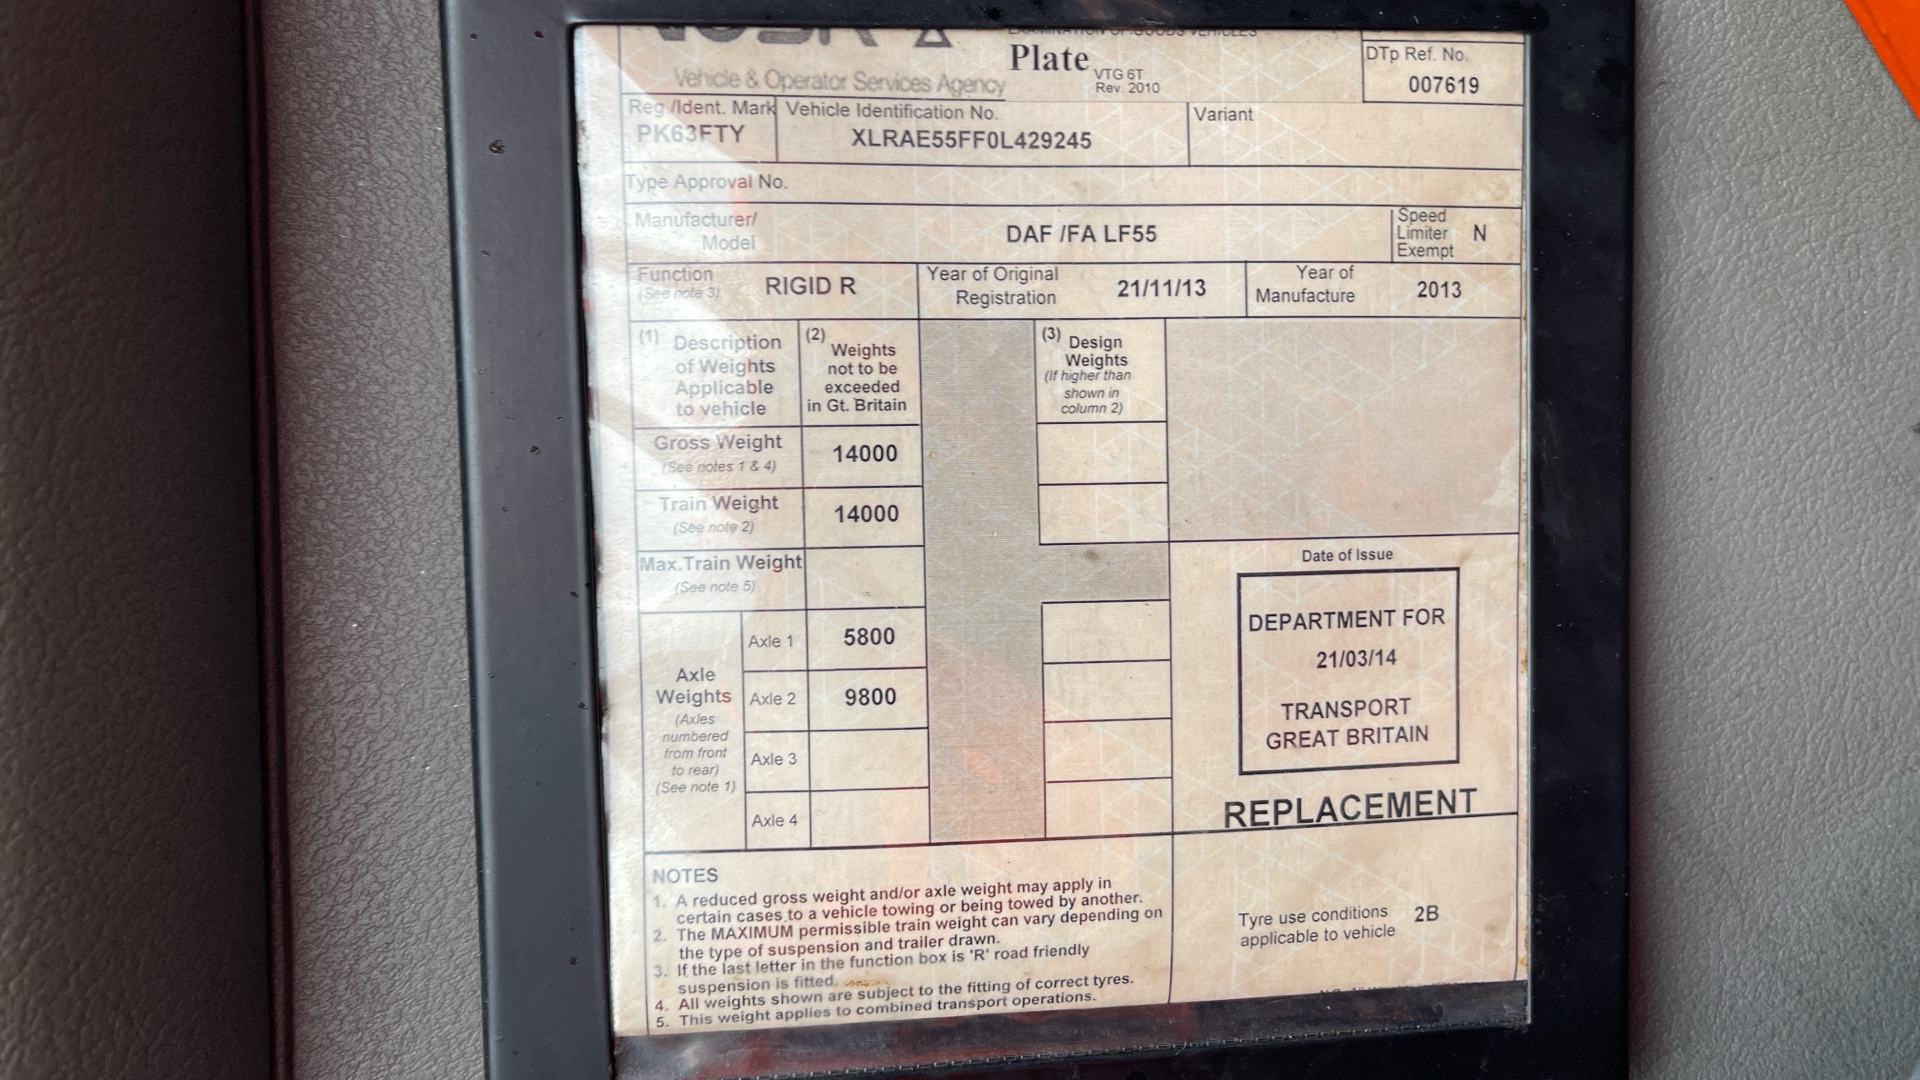 Plate
VTG 6T
Rev. 2010
DTp Ref. No.
007619
Vehicle & Operator Services Agency
Reg./Ident. Mark
PK63FTY
Vehicle Identification No.
XLRAE55FF0L429245
Variant
Type Approval No.
Manufacturer/
Model
DAF /FA LF55
Speed
Limiter
Exempt
N
Function
(See note 3)
RIGID R
Year of Original
Registration
21/11/13
Year of
Manufacture
2013
(1) Description
of Weights
Applicable
to vehicle
(2)
Weights
not to be
exceeded
in Gt. Britain
(3) Design
Weights
(If higher than
shown in
column 2)
Gross Weight
(See notes 1 & 4)
14000
Train Weight
(See note 2)
14000
Max.Train Weight
(See note 5)
Axle
Weights
(Axles
numbered
from front
to rear)
(See note 1)
Axle 1
5800
Axle 2
9800
Axle 3
Axle 4
Date of Issue
DEPARTMENT FOR
21/03/14
TRANSPORT
GREAT BRITAIN
REPLACEMENT
NOTES
1. A reduced gross weight and/or axle weight may apply in
certain cases to a vehicle towing or being towed by another.
2. The MAXIMUM permissible train weight can vary depending on
the type of suspension and trailer drawn.
3. If the last letter in the function box is 'R' road friendly
suspension is fitted.
4. All weights shown are subject to the fitting of correct tyres.
5. This weight applies to combined transport operations.
Tyre use conditions
applicable to vehicle
2B